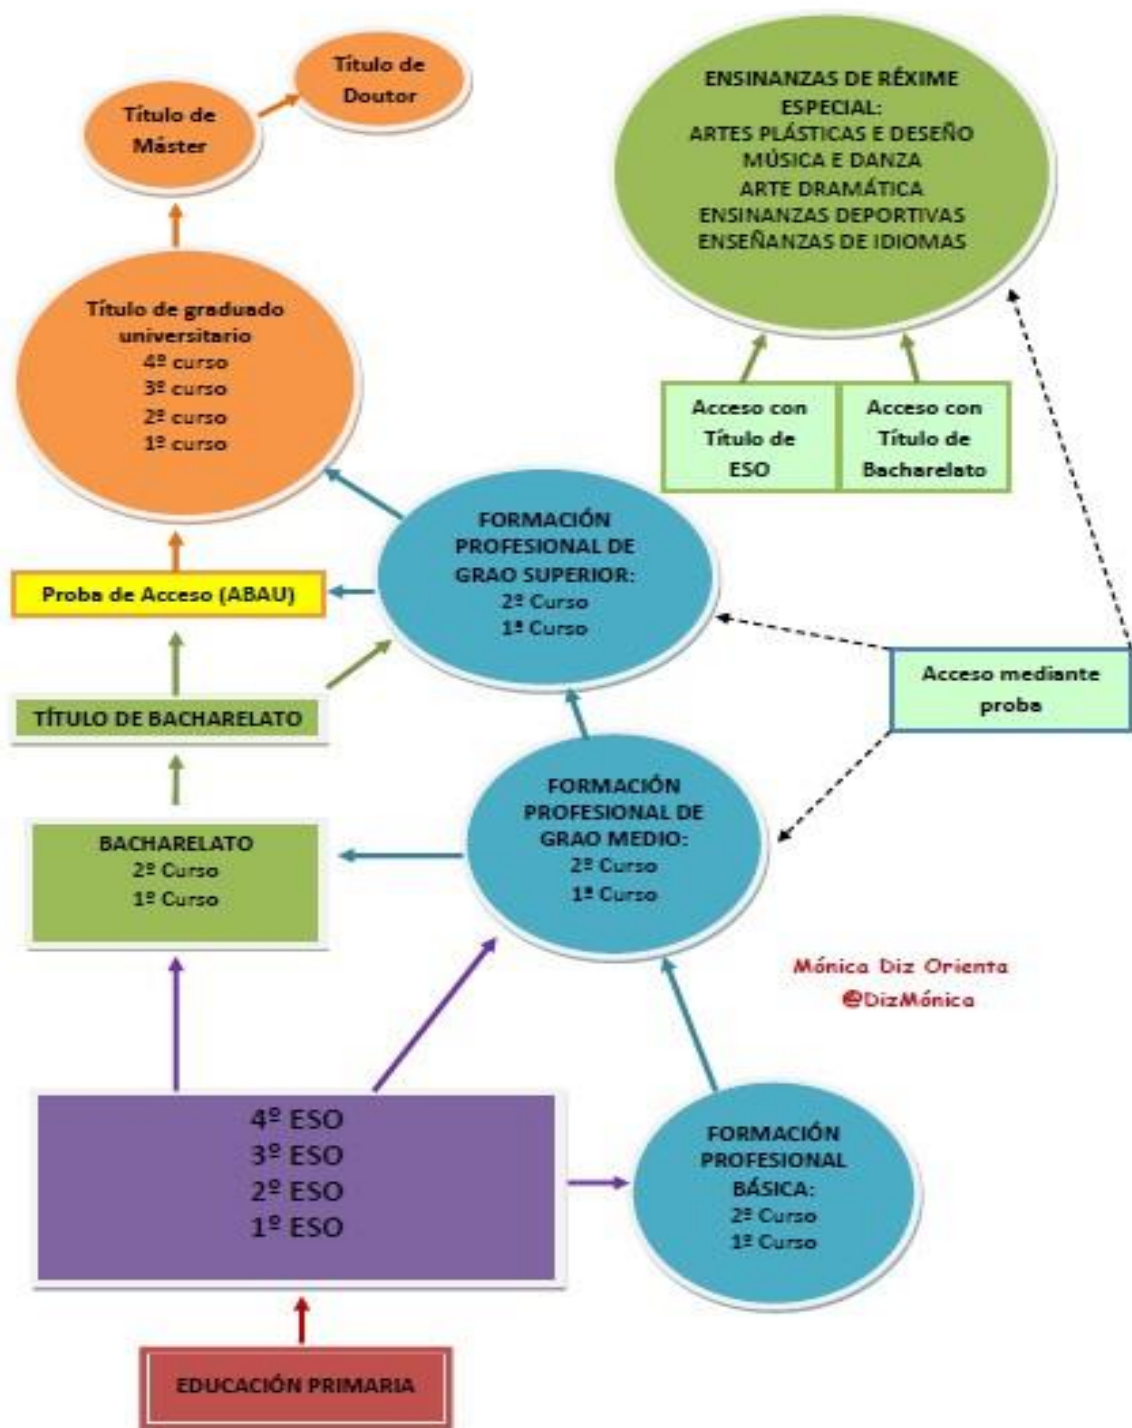 Título de
Doutor
Título de
Máster
ENSINANZAS DE RÉXIME
ESPECIAL:
ARTES PLÁSTICAS E DESEÑO
MÚSICA E DANZA
ARTE DRAMÁTICA
ENSINANZAS DEPORTIVAS
ENSEÑANZAS DE IDIOMAS
Título de graduado
universitario
4º curso
3º curso
2º curso
1º curso
Acceso con
Título de
ESO
Acceso con
Título de
Bacharelato
FORMACIÓN
PROFESIONAL DE
GRAO SUPERIOR:
2º Curso
1º Curso
Proba de Acceso (ABAU)
Acceso mediante
proba
TÍTULO DE BACHARELATO
FORMACIÓN
PROFESIONAL DE
GRAO MEDIO:
2º Curso
1º Curso
BACHARELATO
2º Curso
1º Curso
Mónica Diz Orienta
@DizMónica
4º ESO
3º ESO
2º ESO
1º ESO
FORMACIÓN
PROFESIONAL
BÁSICA:
2º Curso
1º Curso
EDUCACIÓN PRIMARIA